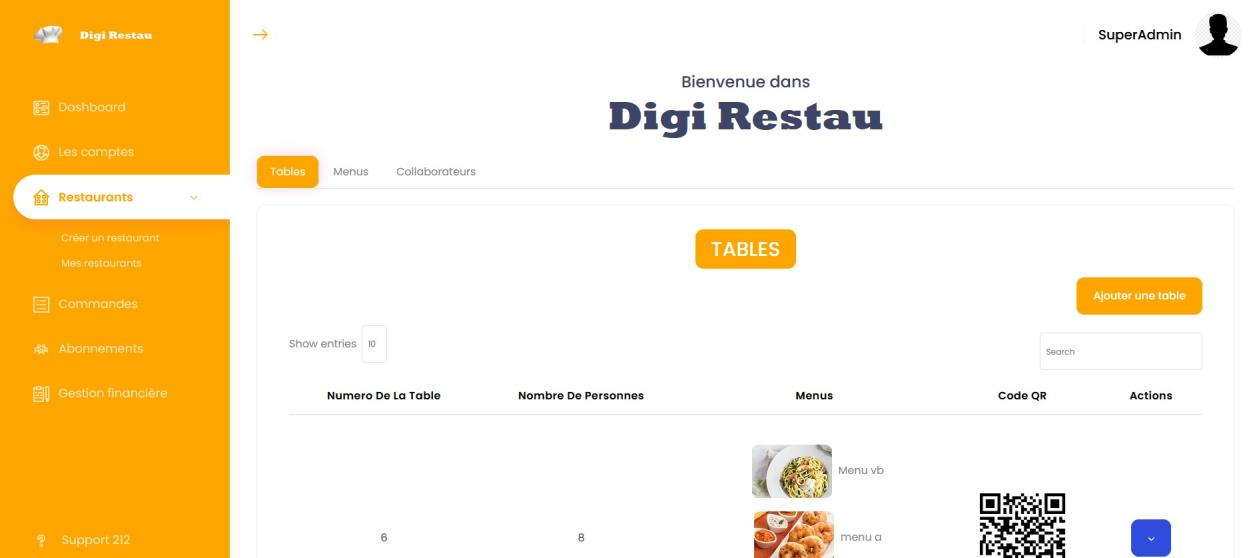 Digi Restau
SuperAdmin
Bienvenue dans
Digi Restau
Dashboard
Les comptes
Restaurants
Créer un restaurant
Mes restaurants
Commandes
Abonnements
Gestion financière
Support 212
Tables Menus Collaborateurs
TABLES
Ajouter une table
Show entries 10
Search
Numero De La Table Nombre De Personnes Menus Code QR Actions
Menu vb
6 8 menu a